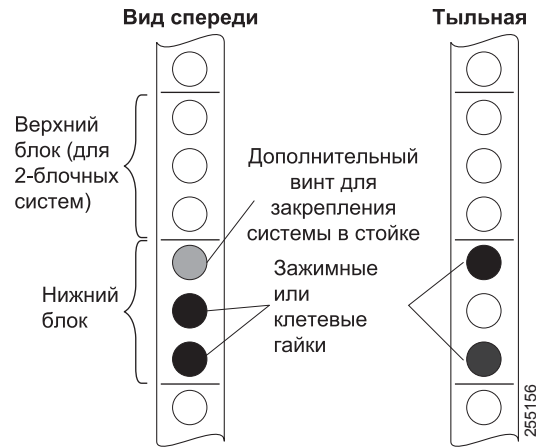 Вид спереди
Тыльная
Верхний
блок (для
2-блочных
систем)
Дополнительный
винт для
закрепления
системы в стойке
Нижний
блок
Зажимные
или
клетевые
гайки
255156